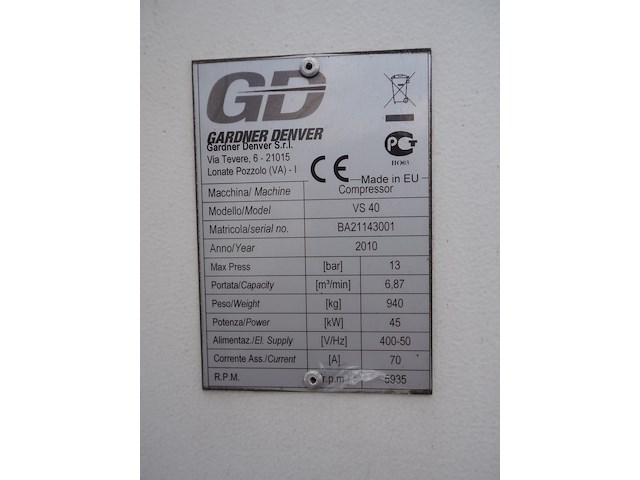 GD
GARDNER DENVER
Gardner Denver S.r.l.
Via Tevere, 6 - 21015
Lonate Pozzolo (VA) - I
CE
Made in EU
PG
Macchina/ Machine Compressor
Modello/Model VS 40
Matricola/serial no. BA21143001
Anno/Year 2010
Max Press [bar] 13
Portata/Capacity [m³/min] 6,87
Peso/Weight [kg] 940
Potenza/Power [kW] 45
Alimentaz./El. Supply [V/Hz] 400-50
Corrente Ass./Current [A] 70
R.P.M. r.p.m 5935